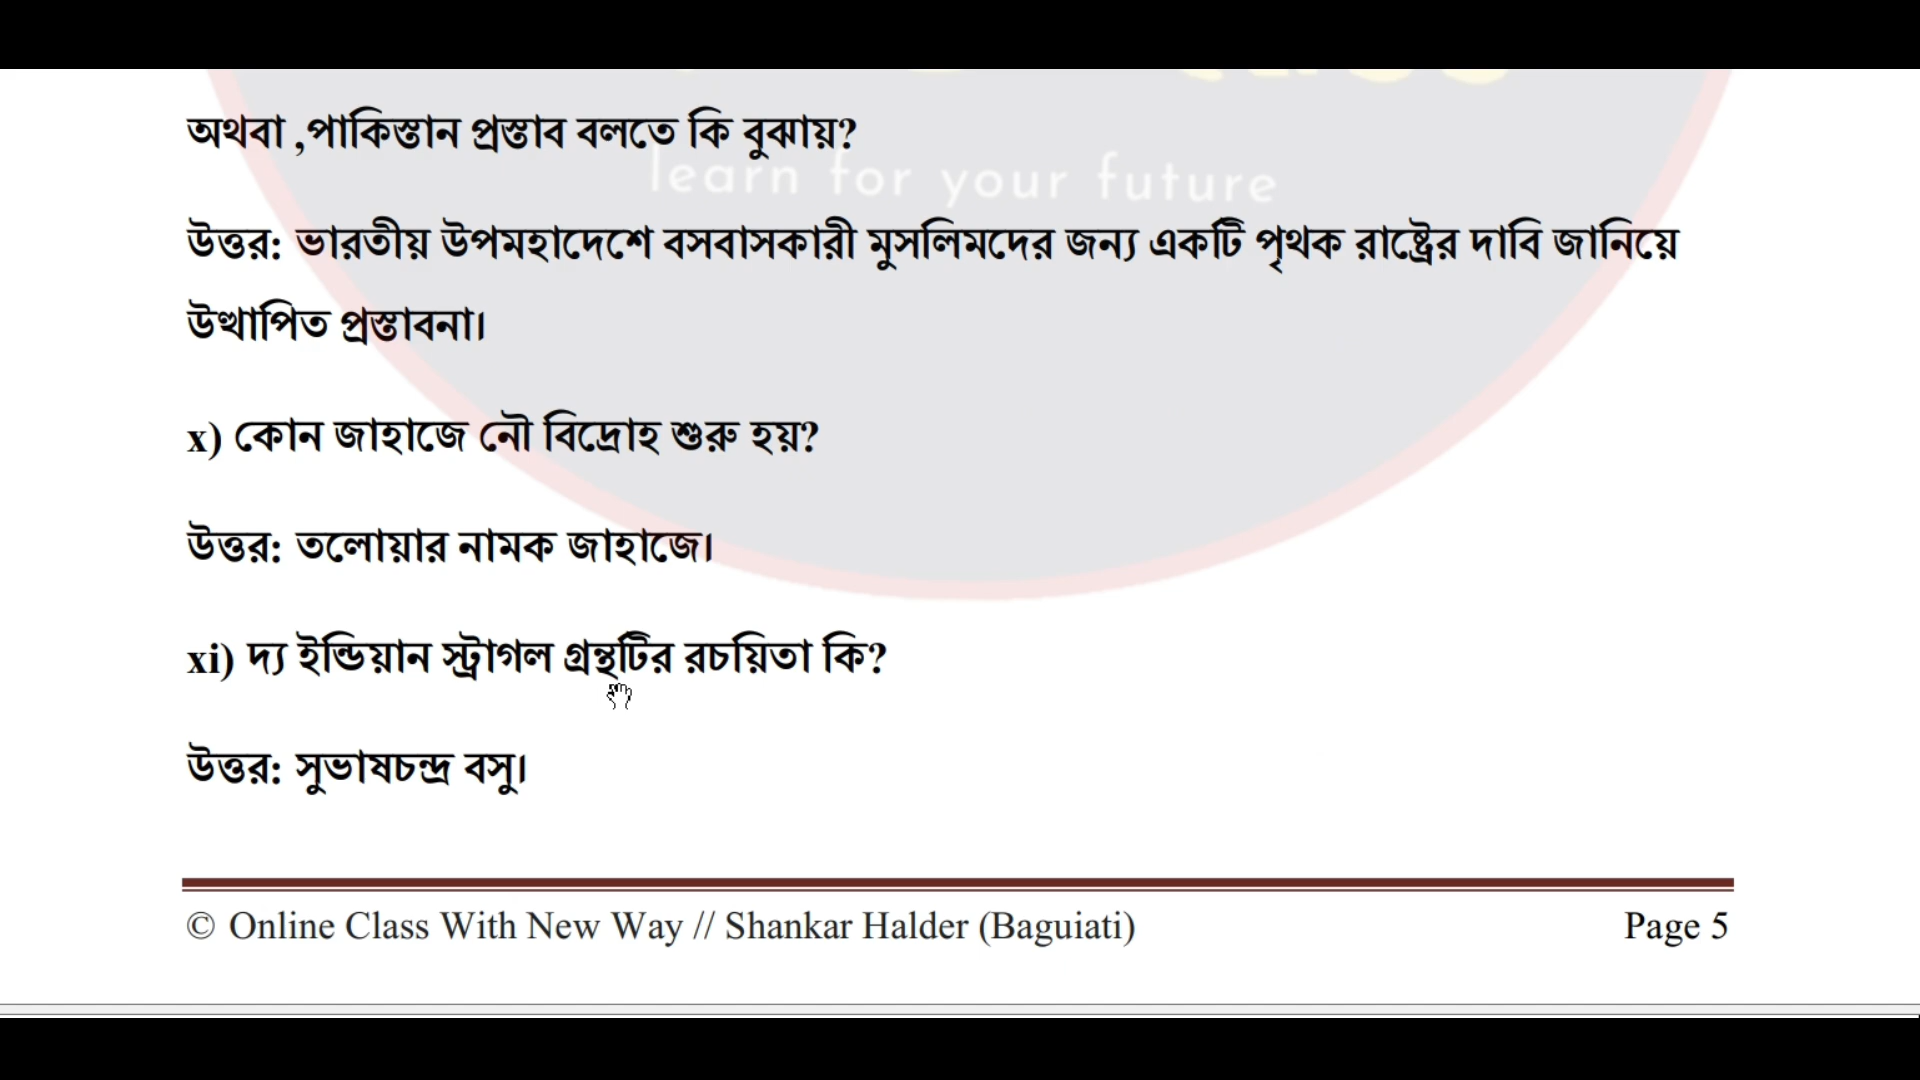 অথবা ,পাকিস্তান প্রস্তাব বলতে কি বুঝায়?
learn for your future
উত্তর: ভারতীয় উপমহাদেশে বসবাসকারী মুসলিমদের জন্য একটি পৃথক রাষ্ট্রের দাবি জানিয়ে
উত্থাপিত প্রস্তাবনা।
x) কোন জাহাজে নৌ বিদ্রোহ শুরু হয়?
উত্তর: তলোয়ার নামক জাহাজে।
xi) দ্য ইন্ডিয়ান স্ট্রাগল গ্রন্থটির রচয়িতা কি?
উত্তর: সুভাষচন্দ্র বসু।
© Online Class With New Way // Shankar Halder (Baguiati) Page 5